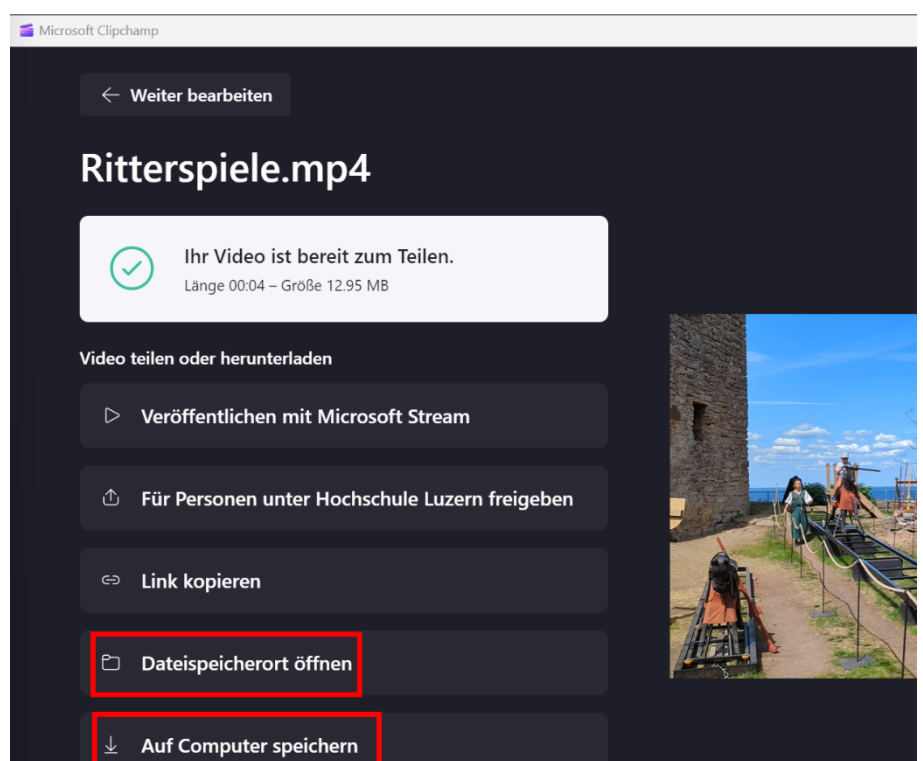 Microsoft Clipchamp
Weiter bearbeiten
Ritterspiele.mp4
Ihr Video ist bereit zum Teilen.
Länge 00:04 – Größe 12.95 MB
Video teilen oder herunterladen
Veröffentlichen mit Microsoft Stream
Für Personen unter Hochschule Luzern freigeben
Link kopieren
Dateispeicherort öffnen
Auf Computer speichern